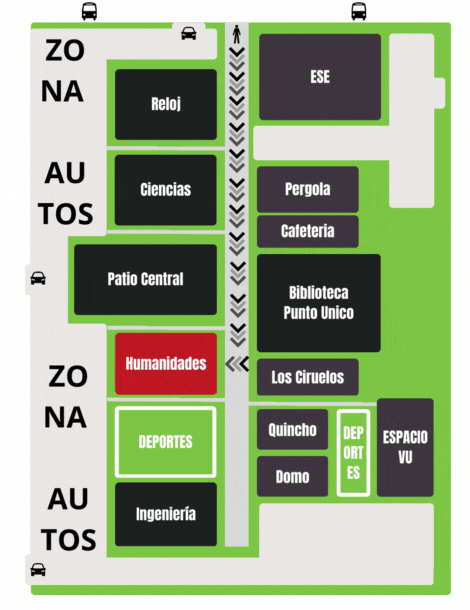 ZO
NA
AU
TOS
ZO
NA
AU
TOS
Reloj
Ciencias
Patio Central
Humanidades
DEPORTES
Ingeniería
ESE
Pergola
Cafeteria
Biblioteca
Punto Unico
Los Ciruelos
Quincho
Domo
DEP
ORT
ES
ESPACIO
VU